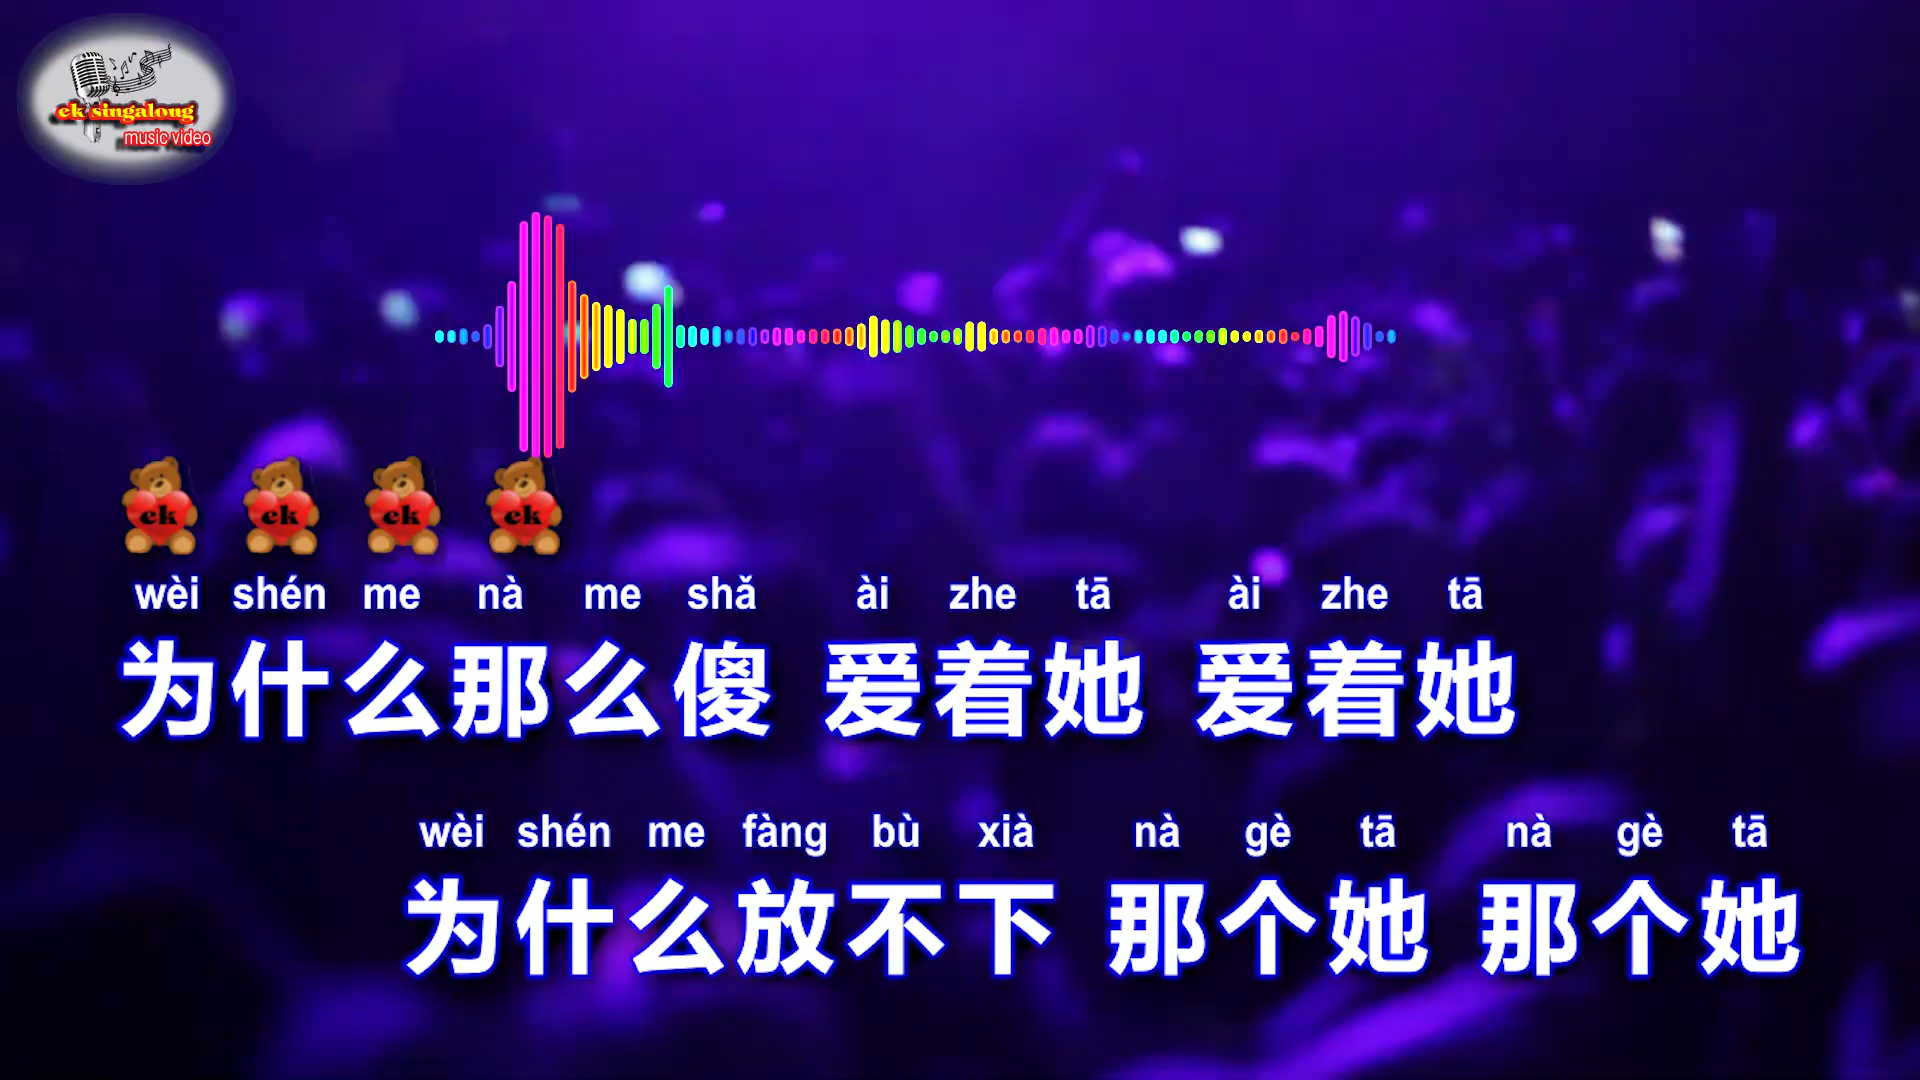 ek singalong
music video
ek ek ek ek
wèi shén me nà me shǎ ài zhe tā ài zhe tā
为什么那么傻 爱着她 爱着她
wèi shén me fàng bù xià nà gè tā nà gè tā
为什么放不下 那个她 那个她